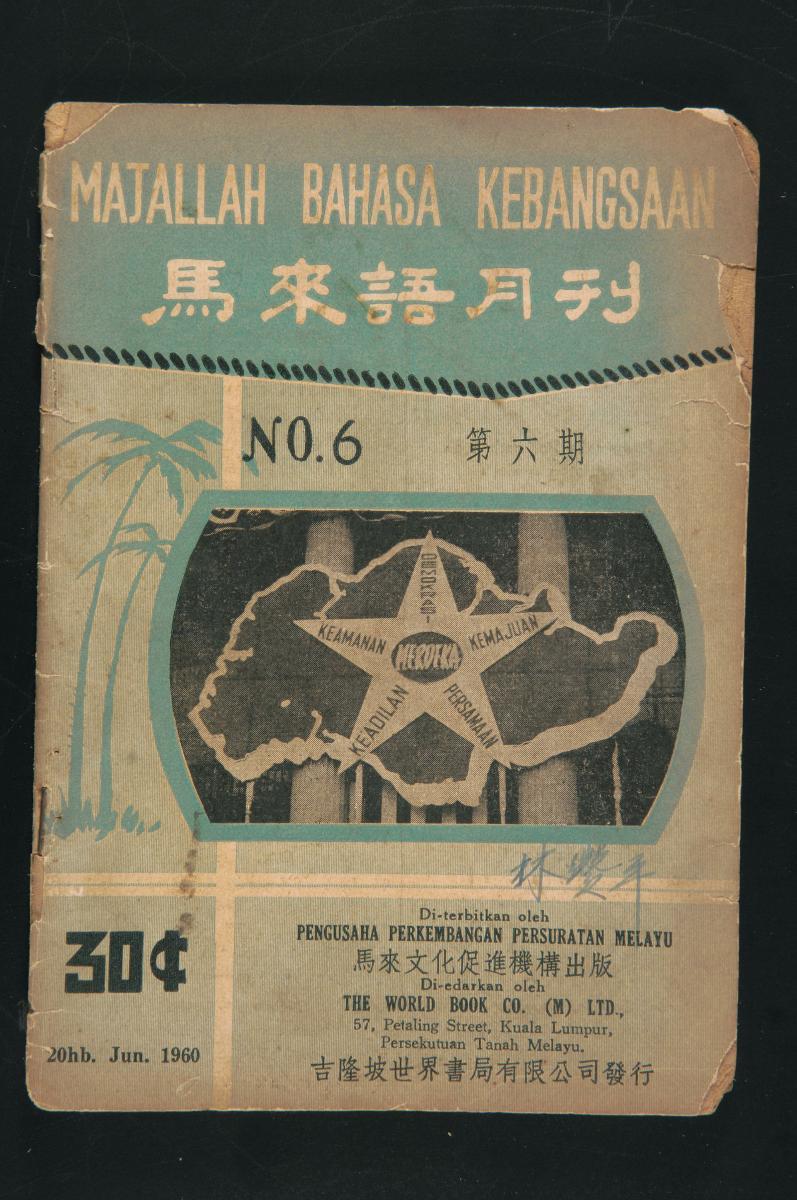 MAJALLAH BAHASA KEBANGSAAN
馬來語月刊
NO.6 第六期
DEMOKRASI
KEAMANAN
KEMAJUAN
MERDEKA
KEADILAN
PERSAMAAN
Di-terbitkan oleh
PENGUSAHA PERKEMBANGAN PERSURATAN MELAYU
馬來文化促進機構出版
Di-edarkan oleh
THE WORLD BOOK CO. (M) LTD.,
57, Petaling Street, Kuala Lumpur,
Persekutuan Tanah Melayu.
吉隆坡世界書局有限公司發行
30¢
20hb. Jun. 1960